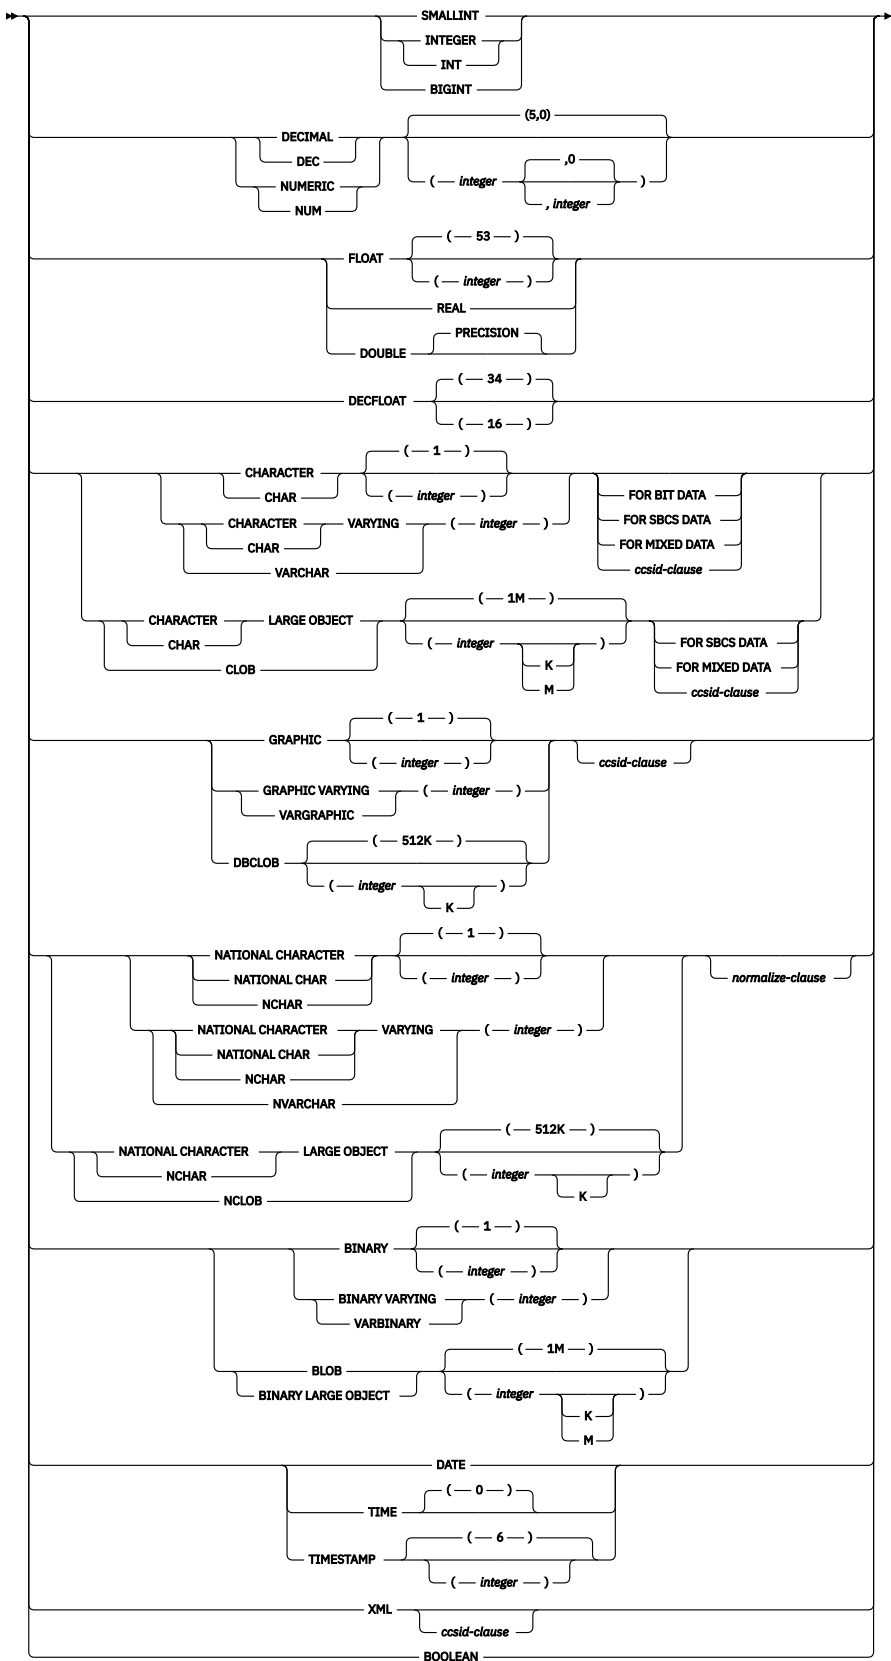 SMALLINT
INTEGER
INT
BIGINT
(5,0)
DECIMAL
DEC
,0
( integer )
NUMERIC
, integer
NUM
( 53 )
FLOAT
( integer )
REAL
PRECISION
DOUBLE
( 34 )
DECFLOAT
( 16 )
( 1 )
CHARACTER
CHAR ( integer ) FOR BIT DATA
CHARACTER VARYING ( integer ) FOR SBCS DATA
CHAR FOR MIXED DATA
VARCHAR ccsid-clause
( 1M )
CHARACTER LARGE OBJECT
CHAR ( integer ) FOR SBCS DATA
CLOB K FOR MIXED DATA
M ccsid-clause
( 1 )
GRAPHIC
( integer ) ccsid-clause
GRAPHIC VARYING ( integer )
VARGRAPHIC
( 512K )
DBCLOB
( integer )
K
( 1 )
NATIONAL CHARACTER
NATIONAL CHAR ( integer ) normalize-clause
NCHAR
NATIONAL CHARACTER VARYING ( integer )
NATIONAL CHAR
NCHAR
NVARCHAR
( 512K )
NATIONAL CHARACTER LARGE OBJECT
NCHAR ( integer )
K
NCLOB
( 1 )
BINARY
( integer )
BINARY VARYING ( integer )
VARBINARY
( 1M )
BLOB
BINARY LARGE OBJECT ( integer )
K
M
DATE
( 0 )
TIME
( 6 )
TIMESTAMP
( integer )
XML
ccsid-clause
BOOLEAN